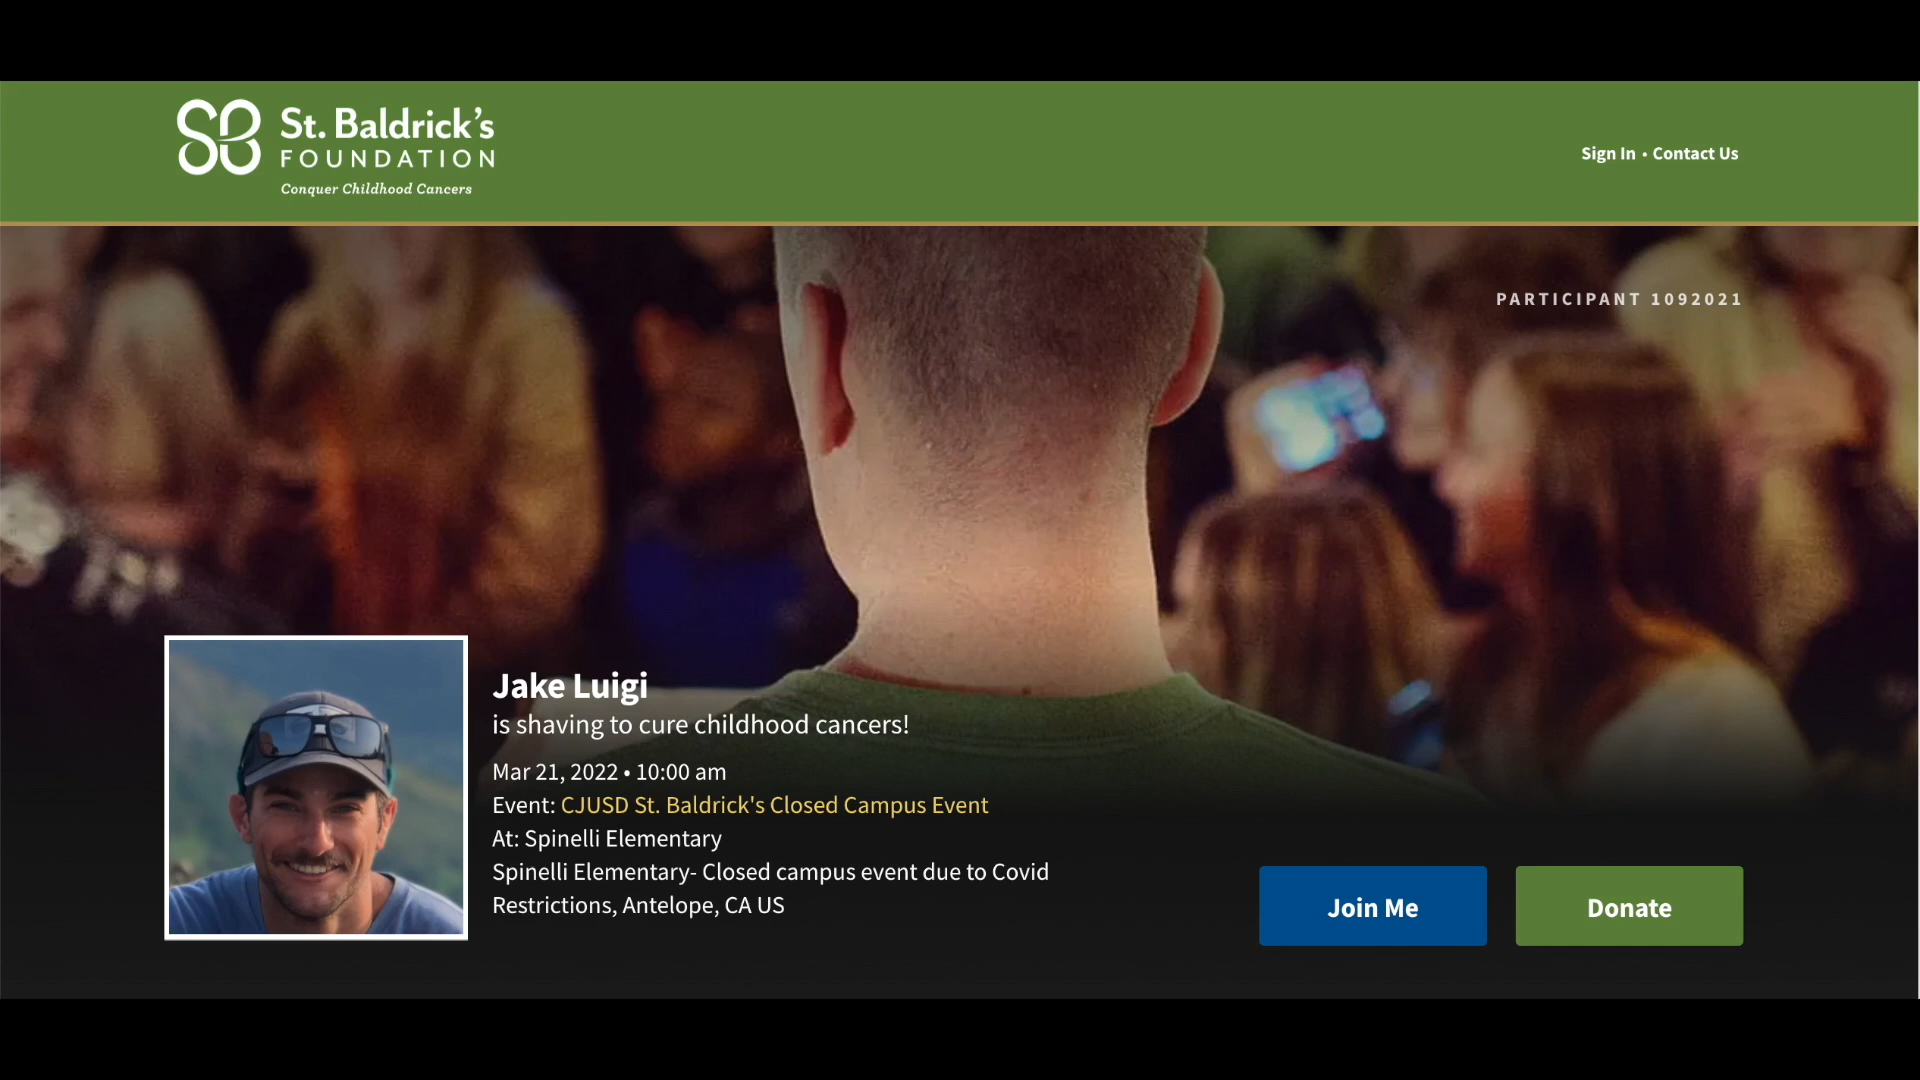 St. Baldrick's
FOUNDATION
Conquer Childhood Cancers
Sign In • Contact Us
PARTICIPANT 1092021
Jake Luigi
is shaving to cure childhood cancers!
Mar 21, 2022 • 10:00 am
Event: CJUSD St. Baldrick's Closed Campus Event
At: Spinelli Elementary
Spinelli Elementary- Closed campus event due to Covid
Restrictions, Antelope, CA US
Join Me
Donate